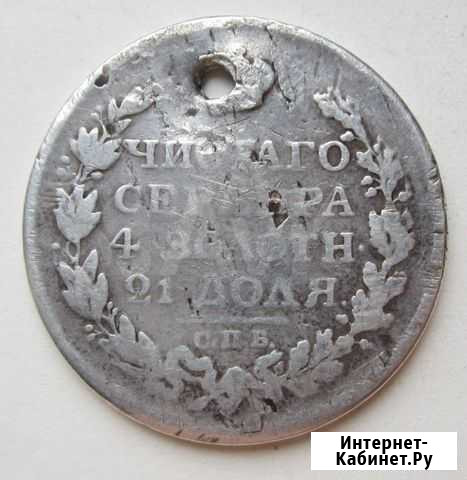 ЧИСТАГО
СЕРЕБРА
4 ЗОЛОТН.
21 ДОЛЯ.
С.П.Б.
Интернет-
Кабинет.Ру